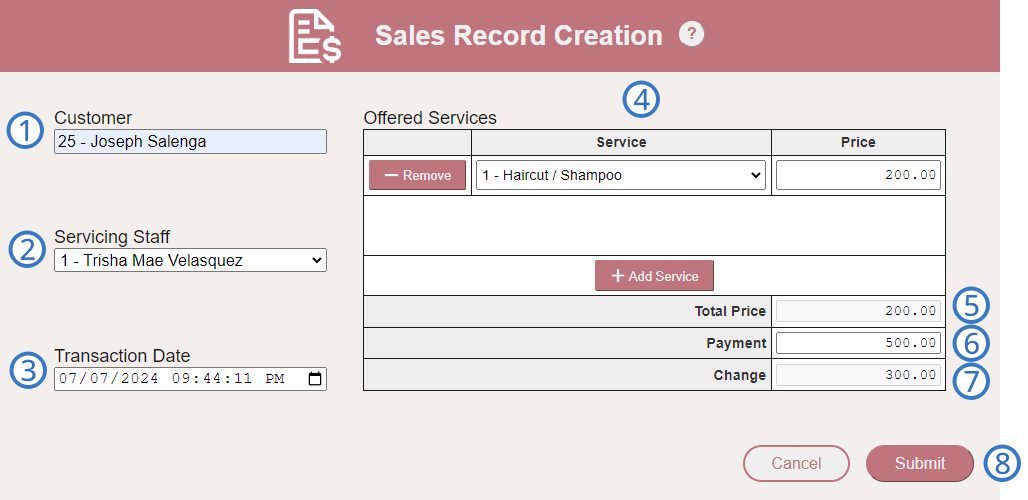 Sales Record Creation ?
4
1 Customer
25 - Joseph Salenga
2 Servicing Staff
1 - Trisha Mae Velasquez
3 Transaction Date
07/07/2024 09:44:11 PM
Offered Services
Service Price
Remove 1 - Haircut / Shampoo 200.00
Add Service
Total Price 200.00 5
Payment 500.00 6
Change 300.00 7
Cancel Submit 8